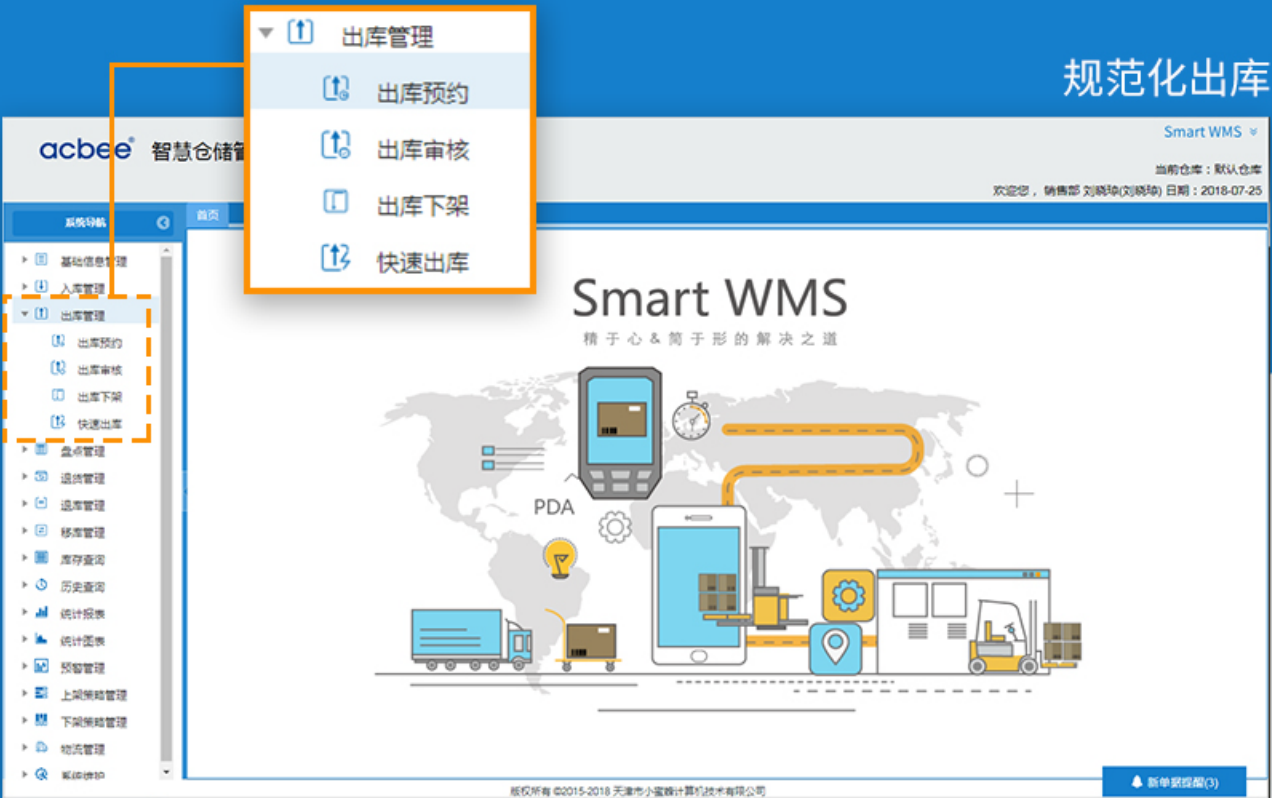 出库管理
出库预约
出库审核
出库下架
快速出库
规范化出库
acbee® 智慧仓储管
Smart WMS
当前仓库：默认仓库
欢迎您，销售部 刘晓琼(刘晓琼) 日期：2018-07-25
系统导航
首页
基础信息管理
入库管理
出库管理
出库预约
出库审核
出库下架
快速出库
盘点管理
退货管理
退库管理
移库管理
库存查询
历史查询
统计报表
统计图表
预警管理
上架策略管理
下架策略管理
物流管理
系统维护
Smart WMS
精于心&简于形的解决之道
PDA
版权所有 ©2015-2018 天津市小蜜蜂计算机技术有限公司
新单据提醒(3)